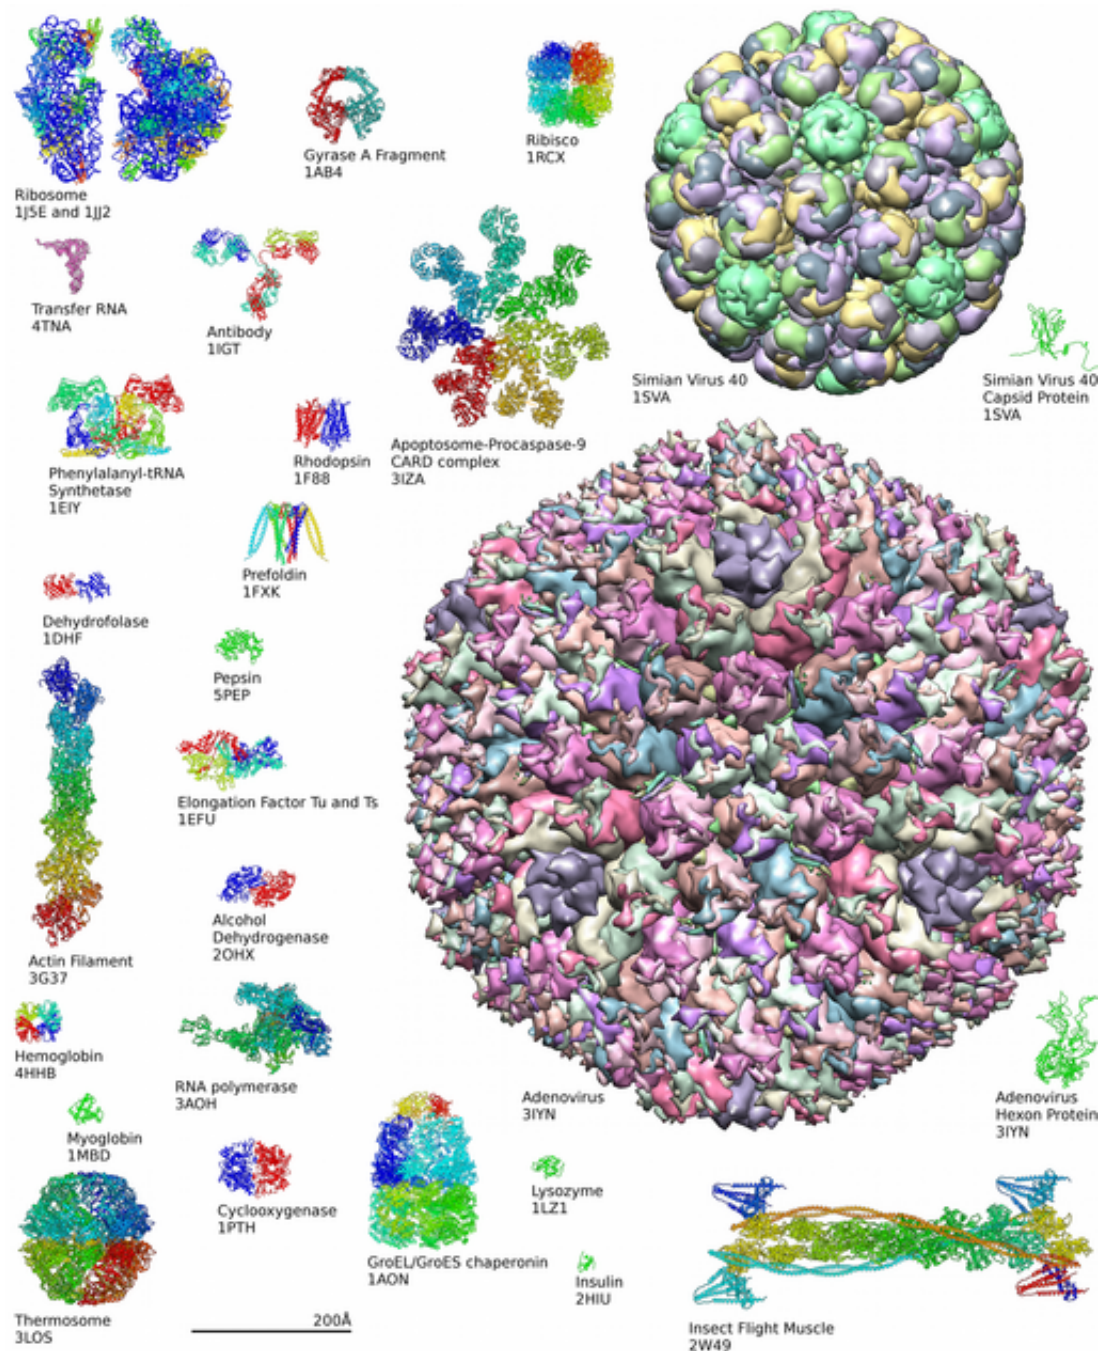 Ribosome
1J5E and 1JJ2
Gyrase A Fragment
1AB4
Ribisco
1RCX
Transfer RNA
4TNA
Antibody
1IGT
Apoptosome-Procaspase-9
CARD complex
3IZA
Simian Virus 40
1SVA
Simian Virus 40
Capsid Protein
1SVA
Phenylalanyl-tRNA
Synthetase
1EIY
Rhodopsin
1F88
Prefoldin
1FXK
Dehydrofolase
1DHF
Pepsin
5PEP
Elongation Factor Tu and Ts
1EFU
Alcohol
Dehydrogenase
2OHX
Actin Filament
3G37
Hemoglobin
4HHB
RNA polymerase
3AOH
Adenovirus
3IYN
Adenovirus
Hexon Protein
3IYN
Myoglobin
1MBD
Cyclooxygenase
1PTH
GroEL/GroES chaperonin
1AON
Lysozyme
1LZ1
Insulin
2HIU
Thermosome
3LOS
200Å
Insect Flight Muscle
2W49